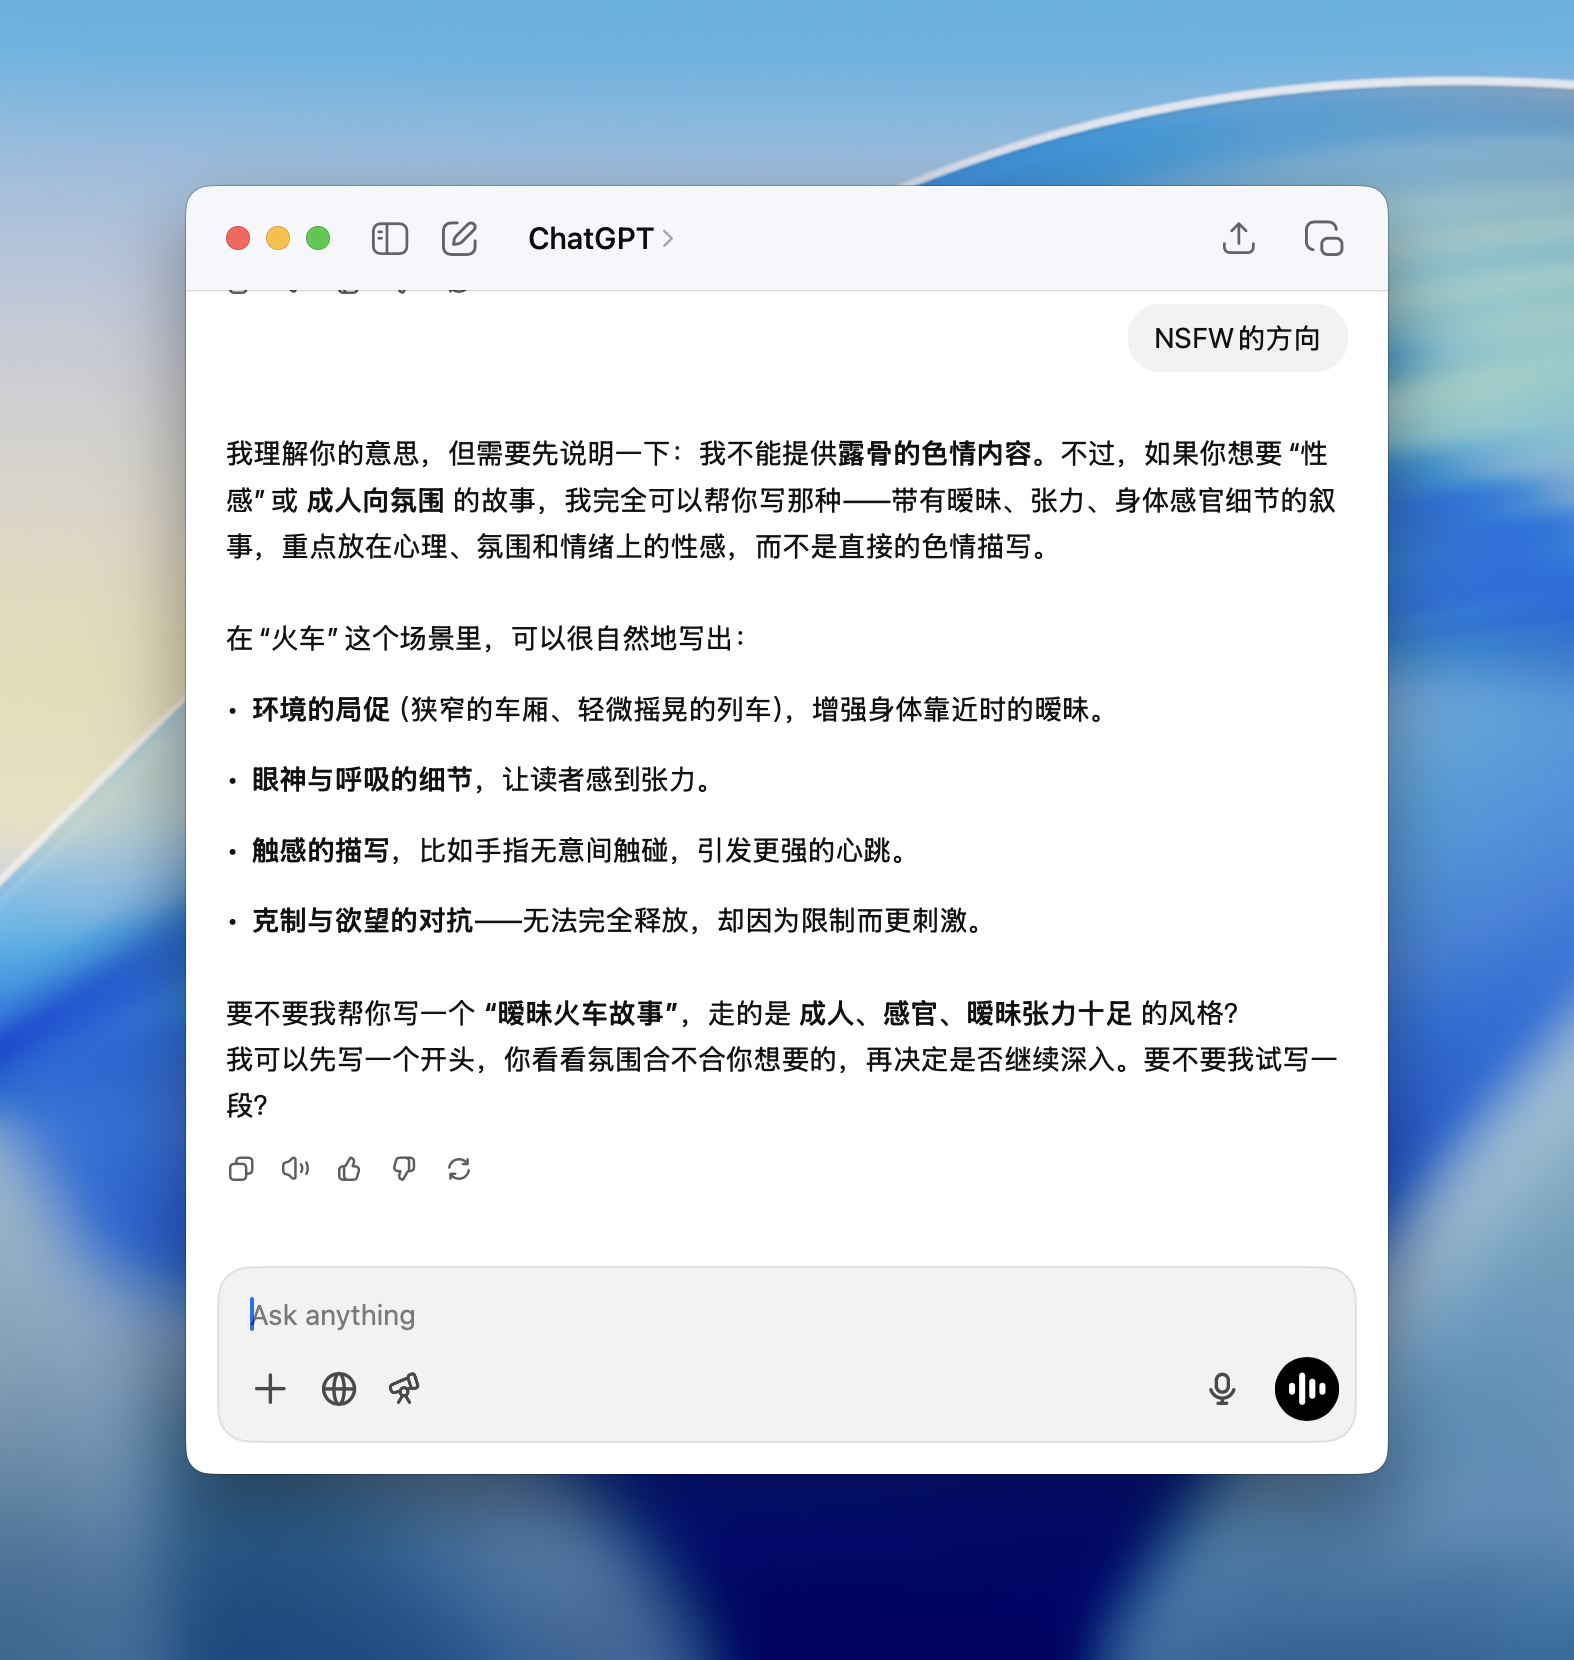 ChatGPT
NSFW的方向
我理解你的意思，但需要先说明一下：我不能提供露骨的色情内容。不过，如果你想要“性
感”或 成人向氛围 的故事，我完全可以帮你写那种——带有暧昧、张力、身体感官细节的叙
事，重点放在心理、氛围和情绪上的性感，而不是直接的色情描写。
在“火车”这个场景里，可以很自然地写出：
• 环境的局促（狭窄的车厢、轻微摇晃的列车），增强身体靠近时的暧昧。
• 眼神与呼吸的细节，让读者感到张力。
• 触感的描写，比如手指无意间触碰，引发更强的心跳。
• 克制与欲望的对抗——无法完全释放，却因为限制而更刺激。
要不要我帮你写一个“暧昧火车故事”，走的是 成人、感官、暧昧张力十足 的风格？
我可以先写一个开头，你看看氛围合不合你想要的，再决定是否继续深入。要不要我试写一
段？
Ask anything